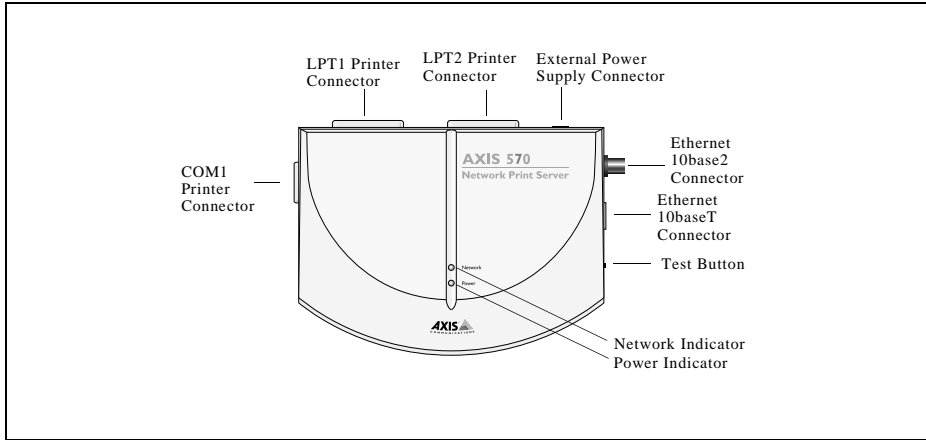 LPT1 Printer
Connector
LPT2 Printer
Connector
External Power
Supply Connector
AXIS 570
Network Print Server
Ethernet
10base2
Connector
COM1
Printer
Connector
Ethernet
10baseT
Connector
Test Button
Network
Power
AXIS
COMMUNICATIONS
Network Indicator
Power Indicator